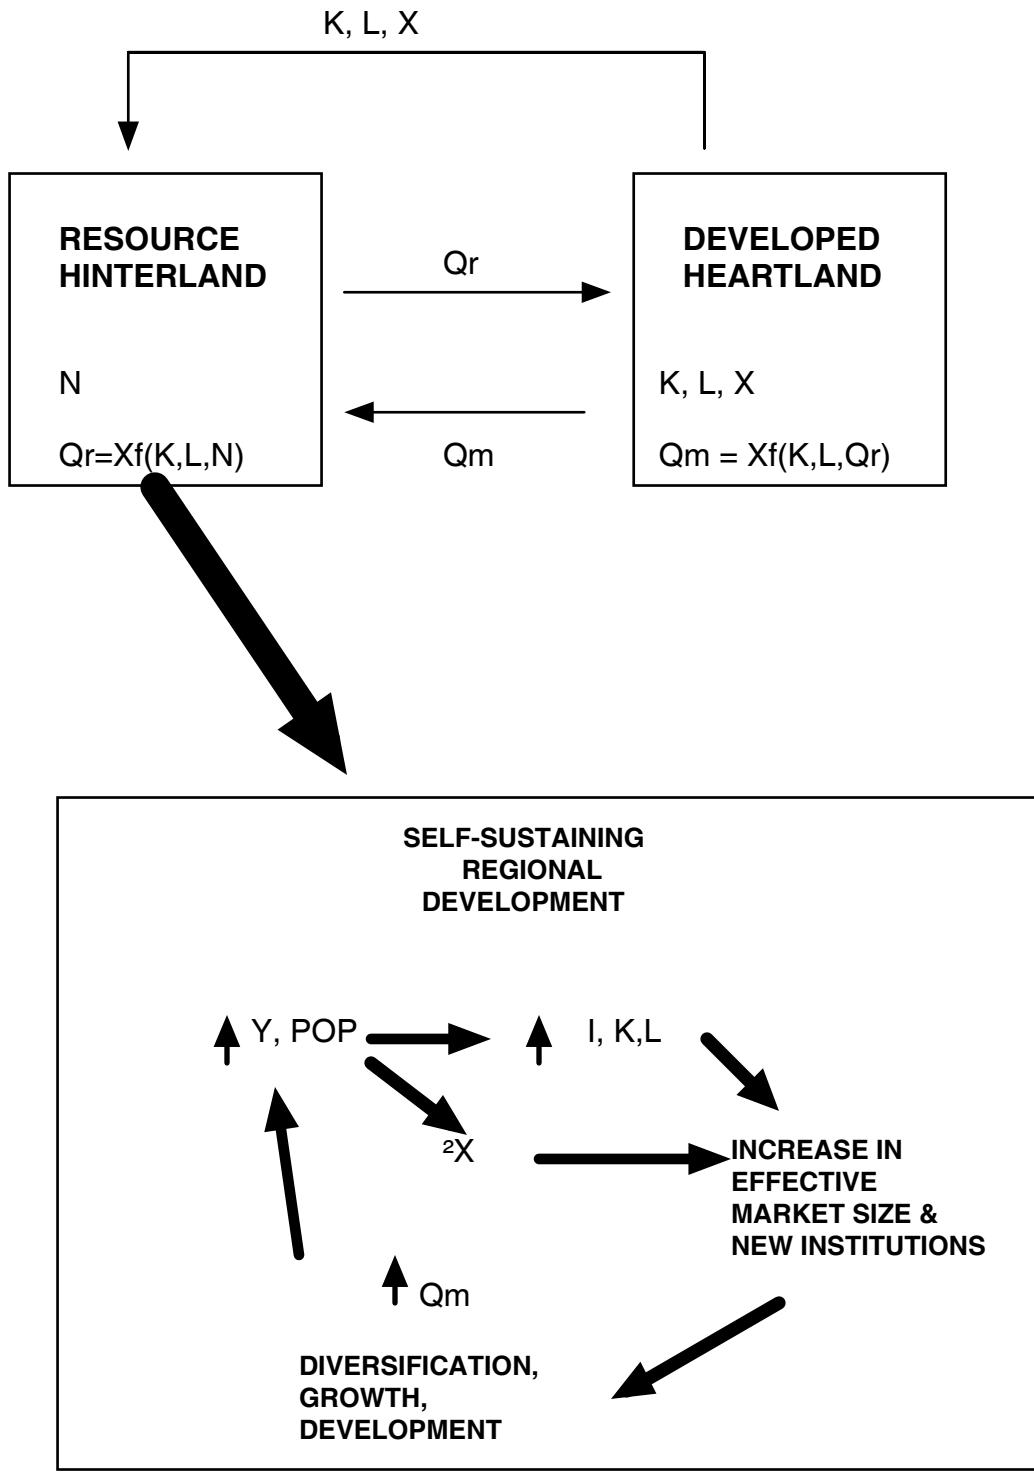 K, L, X
RESOURCE
HINTERLAND
N
Qr=Xf(K,L,N)
Qr
Qm
DEVELOPED
HEARTLAND
K, L, X
Qm = Xf(K,L,Qr)
SELF-SUSTAINING
REGIONAL
DEVELOPMENT
Y, POP
I, K,L
²X
INCREASE IN
EFFECTIVE
MARKET SIZE &
NEW INSTITUTIONS
Qm
DIVERSIFICATION,
GROWTH,
DEVELOPMENT